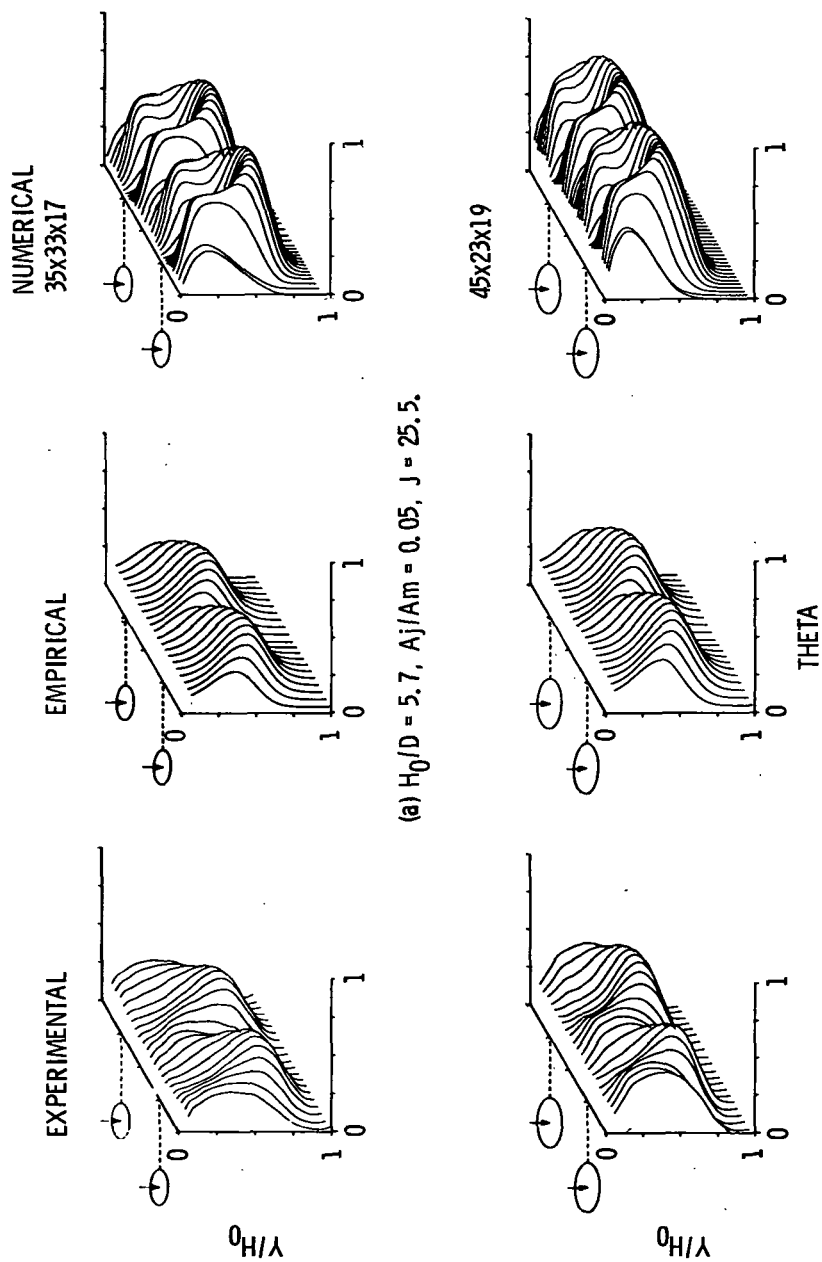 EXPERIMENTAL
EMPIRICAL
NUMERICAL
35x33x17
Y/H0
0
0 1
0
1
0 1
0
1
0 1
(a) H0/D = 5.7, Aj/Am = 0.05, J = 25.5.
45x23x19
Y/H0
0
0 1
0
1
0 1
0
1
0 1
THETA